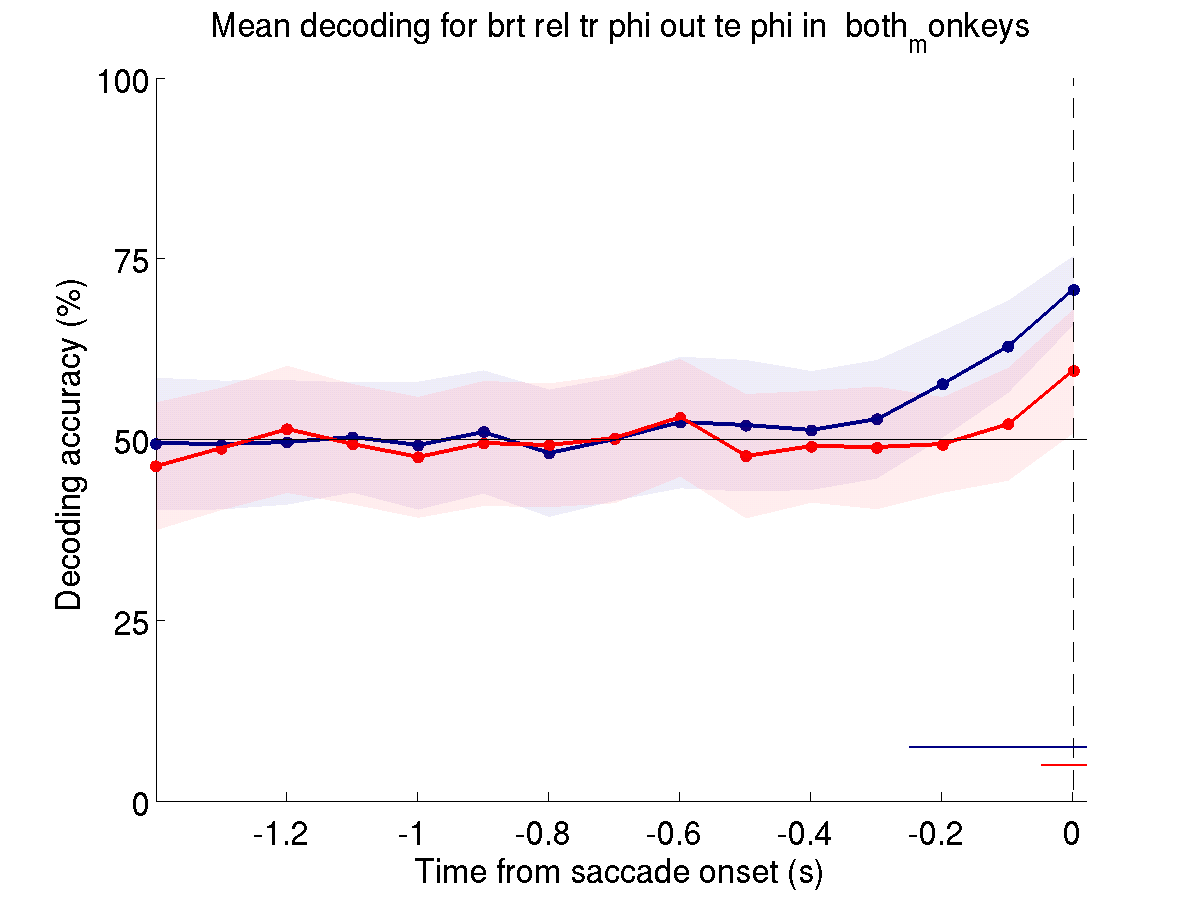 Mean decoding for brt rel tr phi out te phi in  both_monkeys
100
75
50
25
0
Decoding accuracy (%)
-1.2 -1 -0.8 -0.6 -0.4 -0.2 0
Time from saccade onset (s)